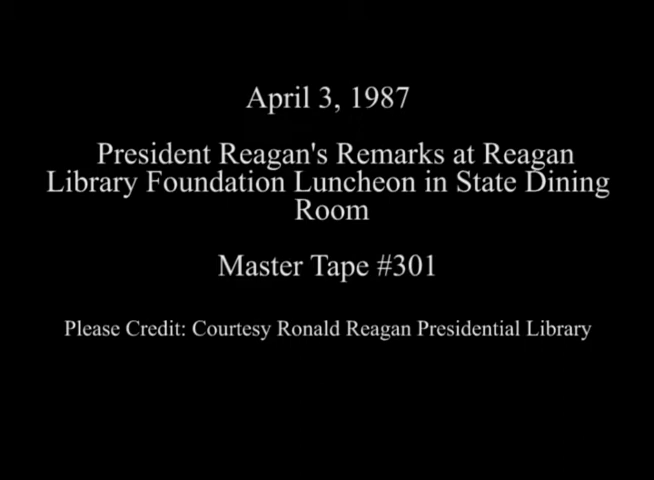 April 3, 1987
President Reagan's Remarks at Reagan
Library Foundation Luncheon in State Dining
Room
Master Tape #301
Please Credit: Courtesy Ronald Reagan Presidential Library